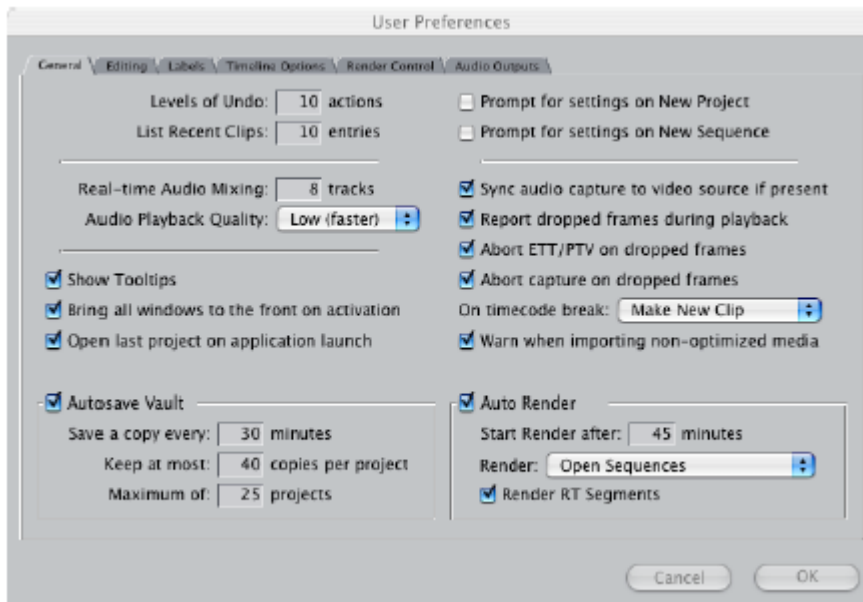 User Preferences
General Editing Labels Timeline Options Render Control Audio Outputs
Levels of Undo: 10 actions
List Recent Clips: 10 entries
Real-time Audio Mixing: 8 tracks
Audio Playback Quality: Low (faster)
Show Tooltips
Bring all windows to the front on activation
Open last project on application launch
Prompt for settings on New Project
Prompt for settings on New Sequence
Sync audio capture to video source if present
Report dropped frames during playback
Abort ETT/PTV on dropped frames
Abort capture on dropped frames
On timecode break: Make New Clip
Warn when importing non-optimized media
Autosave Vault
Save a copy every: 30 minutes
Keep at most: 40 copies per project
Maximum of: 25 projects
Auto Render
Start Render after: 45 minutes
Render: Open Sequences
Render RT Segments
Cancel OK